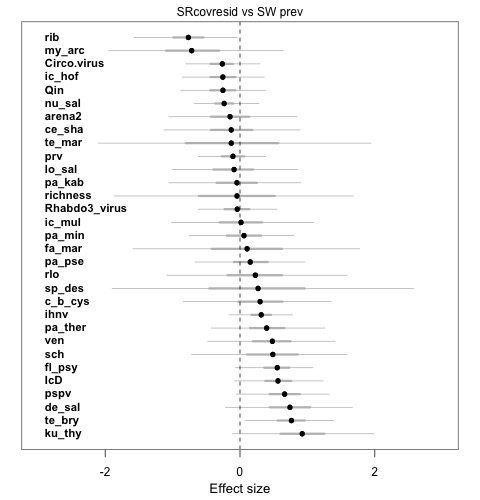 SRcovresid vs SW prev
rib
my_arc
Circo.virus
ic_hof
Qin
nu_sal
arena2
ce_sha
te_mar
prv
lo_sal
pa_kab
richness
Rhabdo3_virus
ic_mul
pa_min
fa_mar
pa_pse
rlo
sp_des
c_b_cys
ihnv
pa_ther
ven
sch
fl_psy
lcD
pspv
de_sal
te_bry
ku_thy
-2 0 2
Effect size